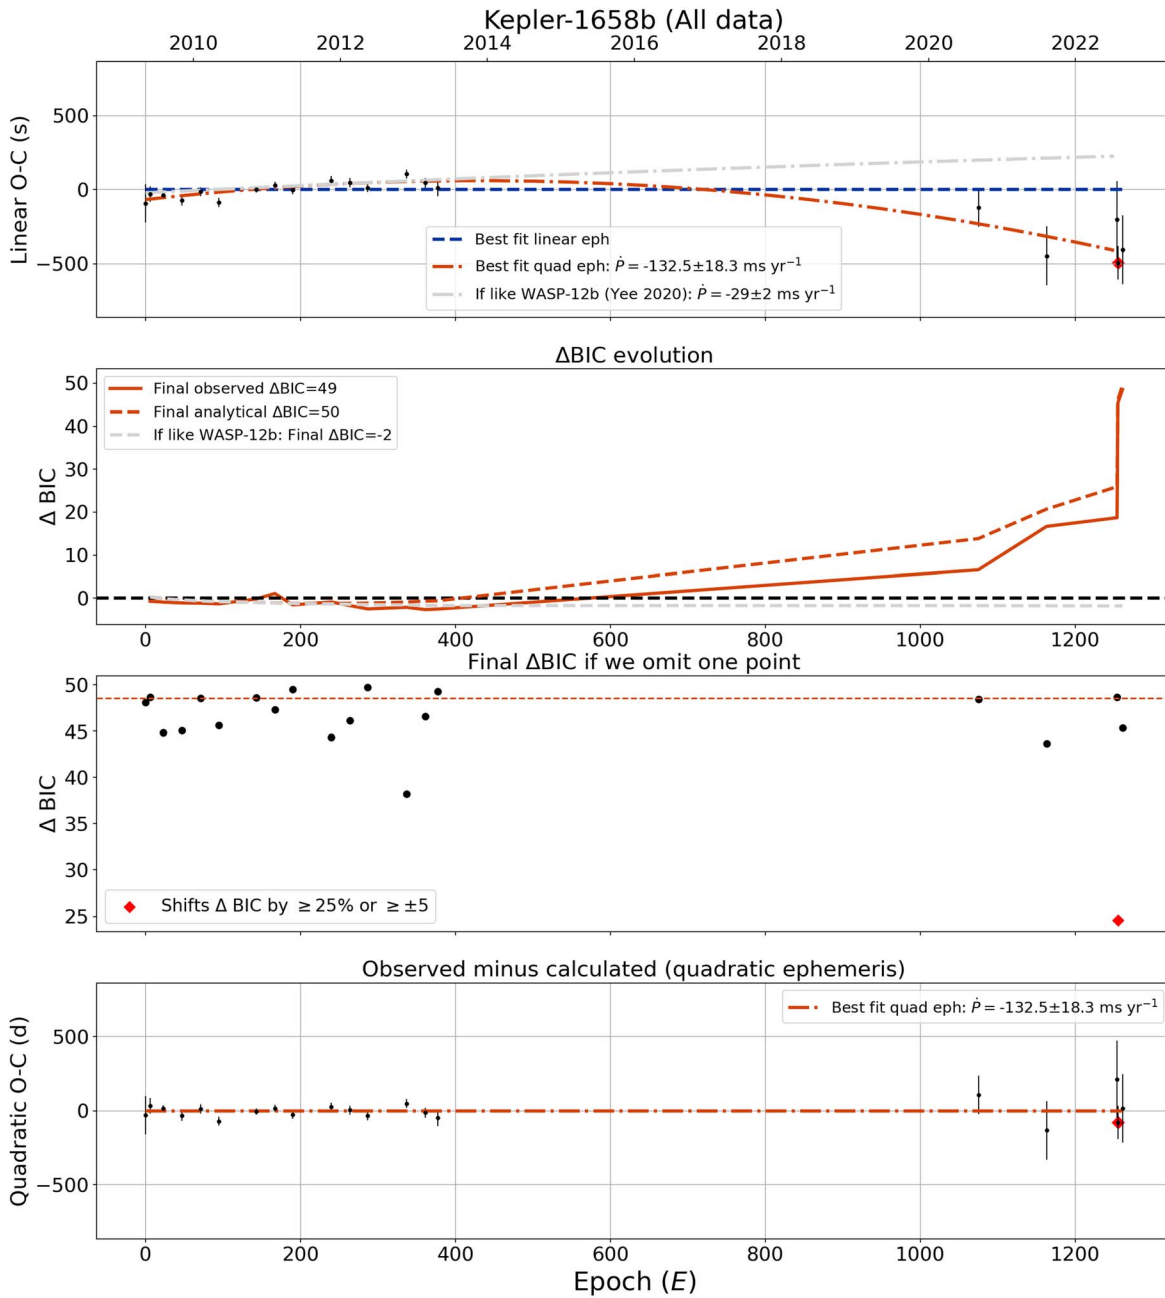 Kepler-1658b (All data)
2010 2012 2014 2016 2018 2020 2022
Linear O-C (s)
500
0
−500
Best fit linear eph
Best fit quad eph: Ṗ = -132.5±18.3 ms yr⁻¹
If like WASP-12b (Yee 2020): Ṗ = -29±2 ms yr⁻¹
ΔBIC evolution
Δ BIC
50
40
30
20
10
0
Final observed ΔBIC=49
Final analytical ΔBIC=50
If like WASP-12b: Final ΔBIC=-2
0 200 400 600 800 1000 1200
Final ΔBIC if we omit one point
Δ BIC
50
45
40
35
30
25
Shifts Δ BIC by ≥25% or ≥±5
Observed minus calculated (quadratic ephemeris)
Quadratic O-C (d)
500
0
−500
Best fit quad eph: Ṗ = -132.5±18.3 ms yr⁻¹
0 200 400 600 800 1000 1200
Epoch (E)